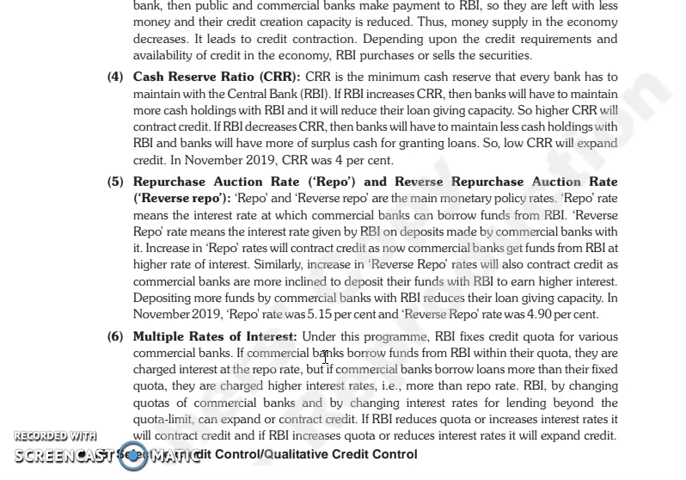 bank, then public and commercial banks make payment to RBI, so they are left with less
money and their credit creation capacity is reduced. Thus, money supply in the economy
decreases. It leads to credit contraction. Depending upon the credit requirements and
availability of credit in the economy, RBI purchases or sells the securities.
(4) Cash Reserve Ratio (CRR): CRR is the minimum cash reserve that every bank has to
maintain with the Central Bank (RBI). If RBI increases CRR, then banks will have to maintain
more cash holdings with RBI and it will reduce their loan giving capacity. So higher CRR will
contract credit. If RBI decreases CRR, then banks will have to maintain less cash holdings with
RBI and banks will have more of surplus cash for granting loans. So, low CRR will expand
credit. In November 2019, CRR was 4 per cent.
(5) Repurchase Auction Rate ('Repo') and Reverse Repurchase Auction Rate
('Reverse repo'): 'Repo' and 'Reverse repo' are the main monetary policy rates. 'Repo' rate
means the interest rate at which commercial banks can borrow funds from RBI. 'Reverse
Repo' rate means the interest rate given by RBI on deposits made by commercial banks with
it. Increase in 'Repo' rates will contract credit as now commercial banks get funds from RBI at
higher rate of interest. Similarly, increase in 'Reverse Repo' rates will also contract credit as
commercial banks are more inclined to deposit their funds with RBI to earn higher interest.
Depositing more funds by commercial banks with RBI reduces their loan giving capacity. In
November 2019, 'Repo' rate was 5.15 per cent and 'Reverse Repo' rate was 4.90 per cent.
(6) Multiple Rates of Interest: Under this programme, RBI fixes credit quota for various
commercial banks. If commercial banks borrow funds from RBI within their quota, they are
charged interest at the repo rate, but if commercial banks borrow loans more than their fixed
quota, they are charged higher interest rates, i.e., more than repo rate. RBI, by changing
quotas of commercial banks and by changing interest rates for lending beyond the
quota-limit, can expand or contract credit. If RBI reduces quota or increases interest rates it
will contract credit and if RBI increases quota or reduces interest rates it will expand credit.
Credit Control/Qualitative Credit Control
RECORDED WITH
SCREENCAST MATIC